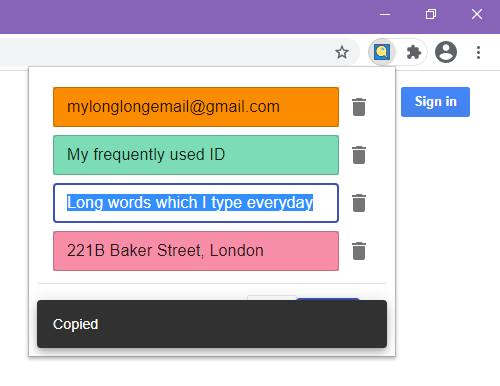 Sign in
mylonglongemail@gmail.com
My frequently used ID
Long words which I type everyday
221B Baker Street, London
Copied